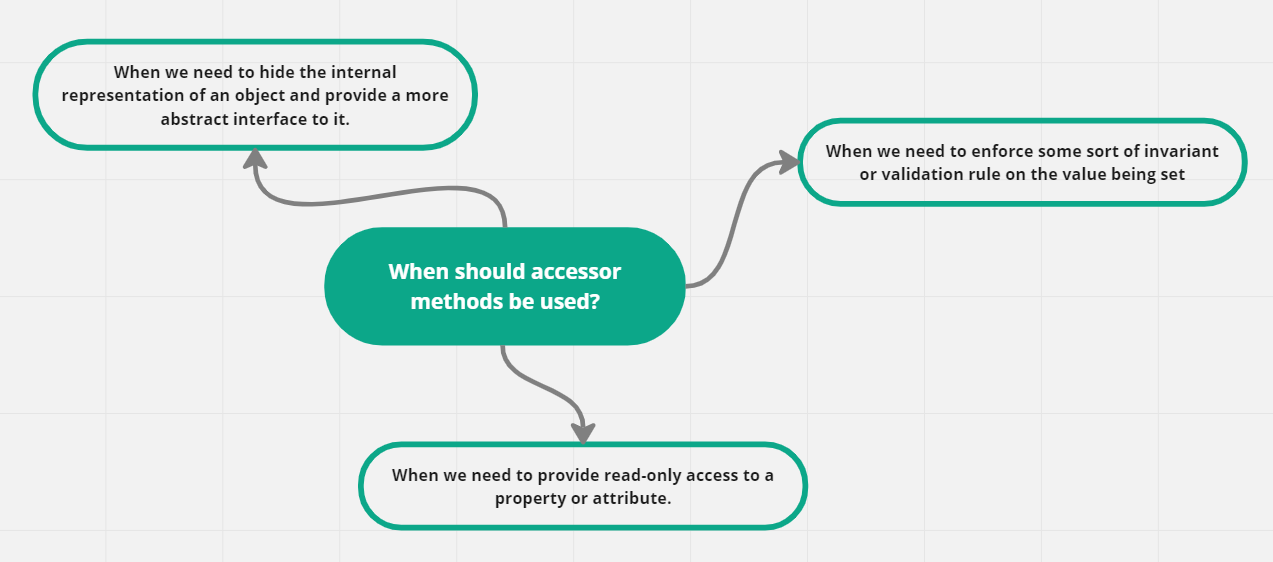 When we need to hide the internal
representation of an object and provide a more
abstract interface to it.
When we need to enforce some sort of invariant
or validation rule on the value being set
When should accessor
methods be used?
When we need to provide read-only access to a
property or attribute.